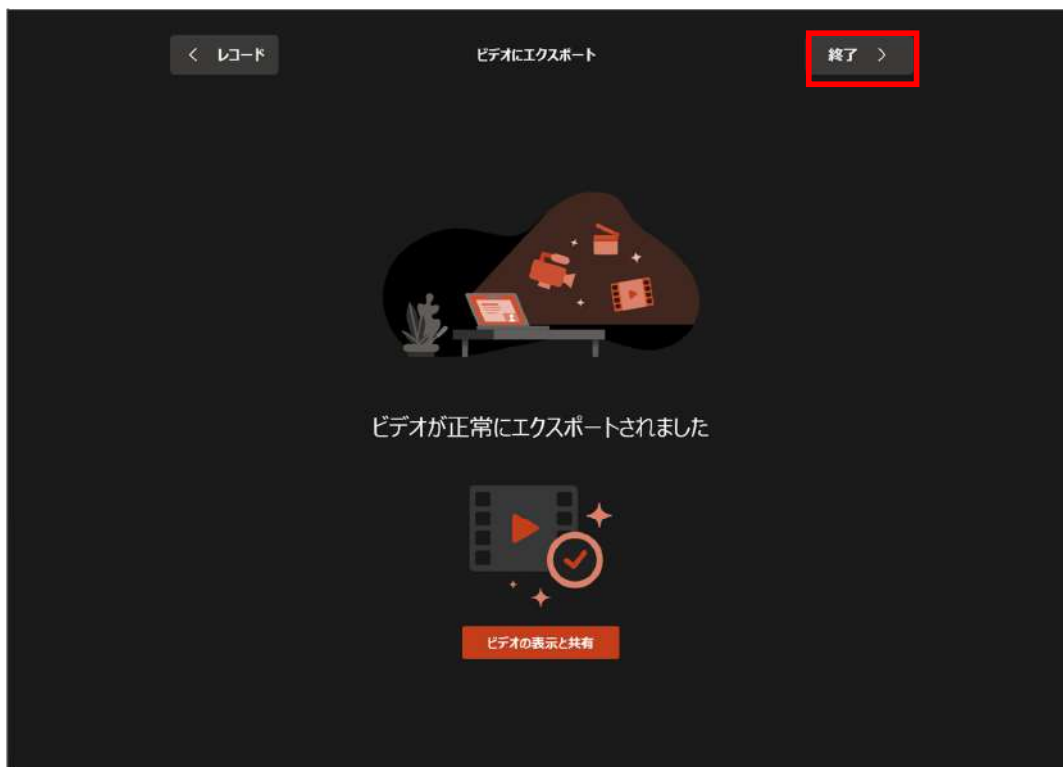 レコード
ビデオにエクスポート
終了
ビデオが正常にエクスポートされました
ビデオの表示と共有